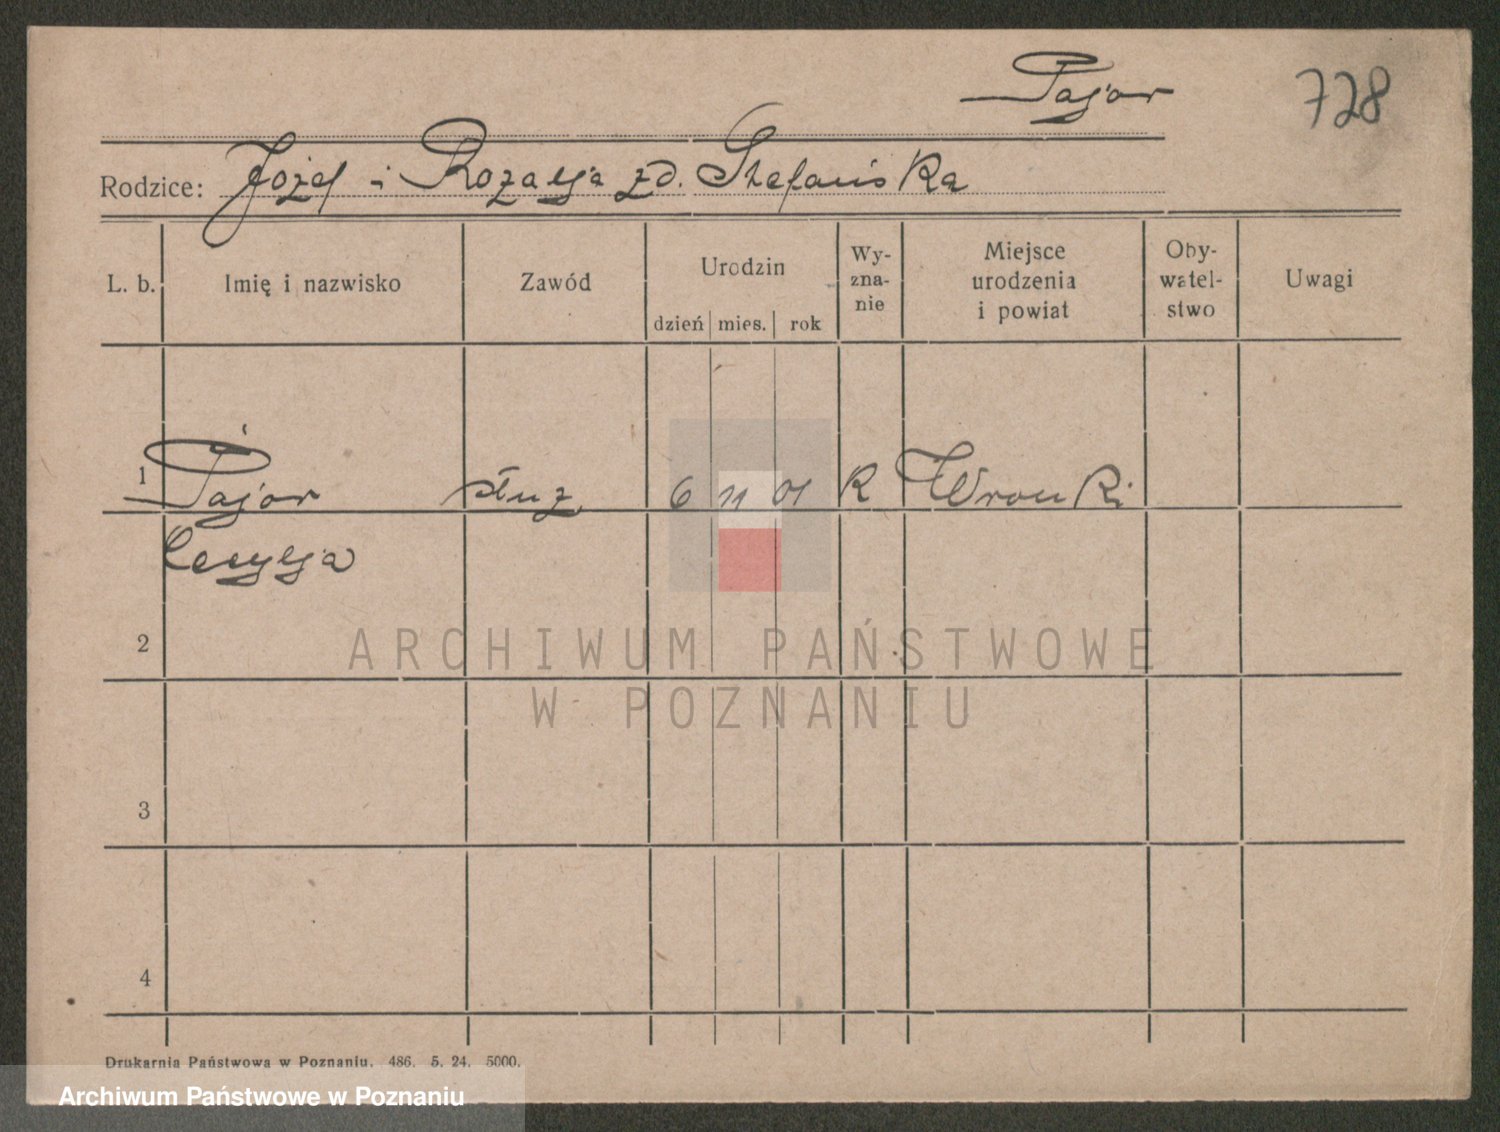 Pajor 728
Rodzice: Józef i Rozalja zd. Stefańska
L. b. Imię i nazwisko Zawód Urodzin dzień mies. rok Wy-zna-nie Miejsce urodzenia i powiat Oby-watel-stwo Uwagi
1 Pajor służ 6 11 01 K Wronki
Cecylja
2
ARCHIWUM PAŃSTWOWE
W POZNANIU
3
4
Drukarnia Państwowa w Poznaniu. 486. 5. 24. 5000.
Archiwum Państwowe w Poznaniu